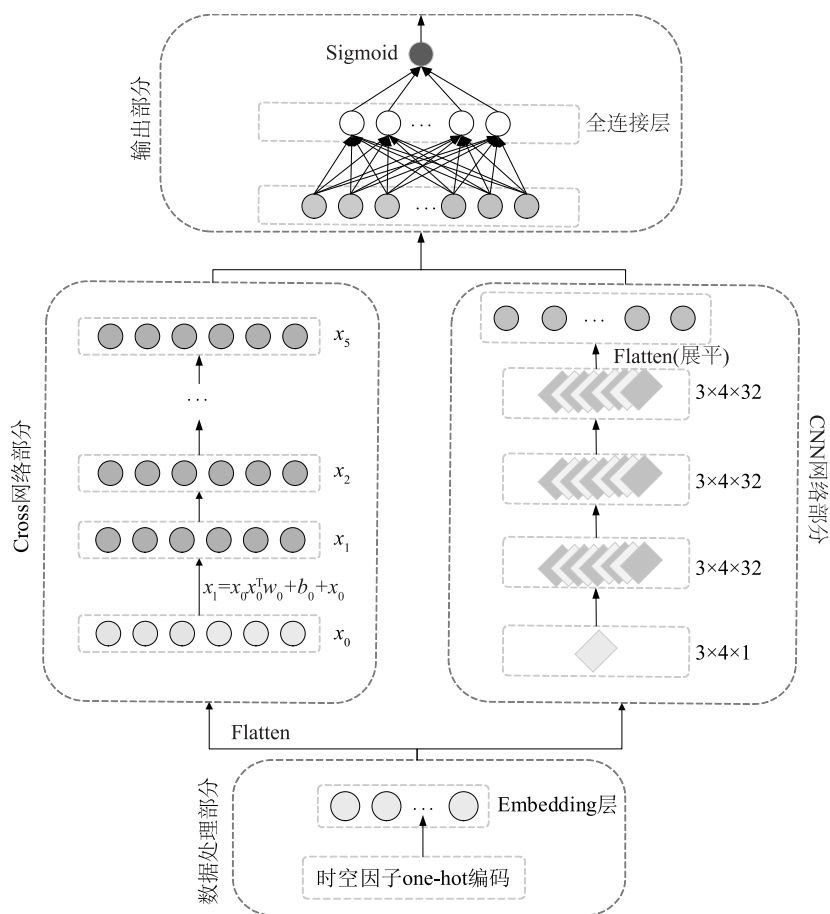 Sigmoid
输出部分
...
全连接层
...
Cross网络部分
x₅
...
x₂
x₁
x₁=x₀x₀ᵀw₀+b₀+x₀
x₀
...
Flatten(展平)
3×4×32
CNN网络部分
3×4×32
3×4×32
3×4×1
Flatten
数据处理部分
...
Embedding层
时空因子one-hot编码